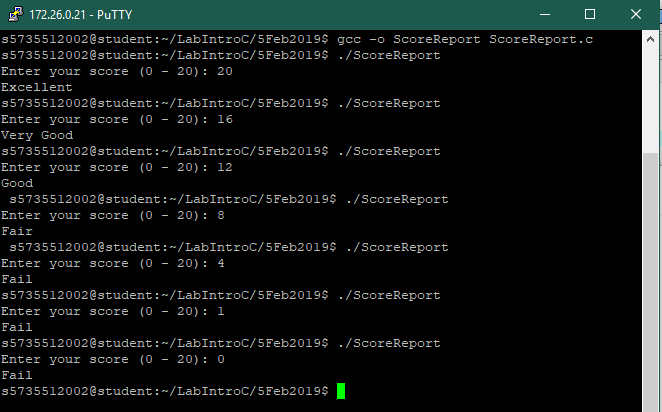 172.26.0.21 - PuTTY
s5735512002@student:~/LabIntroC/5Feb2019$ gcc -o ScoreReport ScoreReport.c
s5735512002@student:~/LabIntroC/5Feb2019$ ./ScoreReport
Enter your score (0 - 20): 20
Excellent
s5735512002@student:~/LabIntroC/5Feb2019$ ./ScoreReport
Enter your score (0 - 20): 16
Very Good
s5735512002@student:~/LabIntroC/5Feb2019$ ./ScoreReport
Enter your score (0 - 20): 12
Good
 s5735512002@student:~/LabIntroC/5Feb2019$ ./ScoreReport
Enter your score (0 - 20): 8
Fair
 s5735512002@student:~/LabIntroC/5Feb2019$ ./ScoreReport
Enter your score (0 - 20): 4
Fail
s5735512002@student:~/LabIntroC/5Feb2019$ ./ScoreReport
Enter your score (0 - 20): 1
Fail
s5735512002@student:~/LabIntroC/5Feb2019$ ./ScoreReport
Enter your score (0 - 20): 0
Fail
s5735512002@student:~/LabIntroC/5Feb2019$